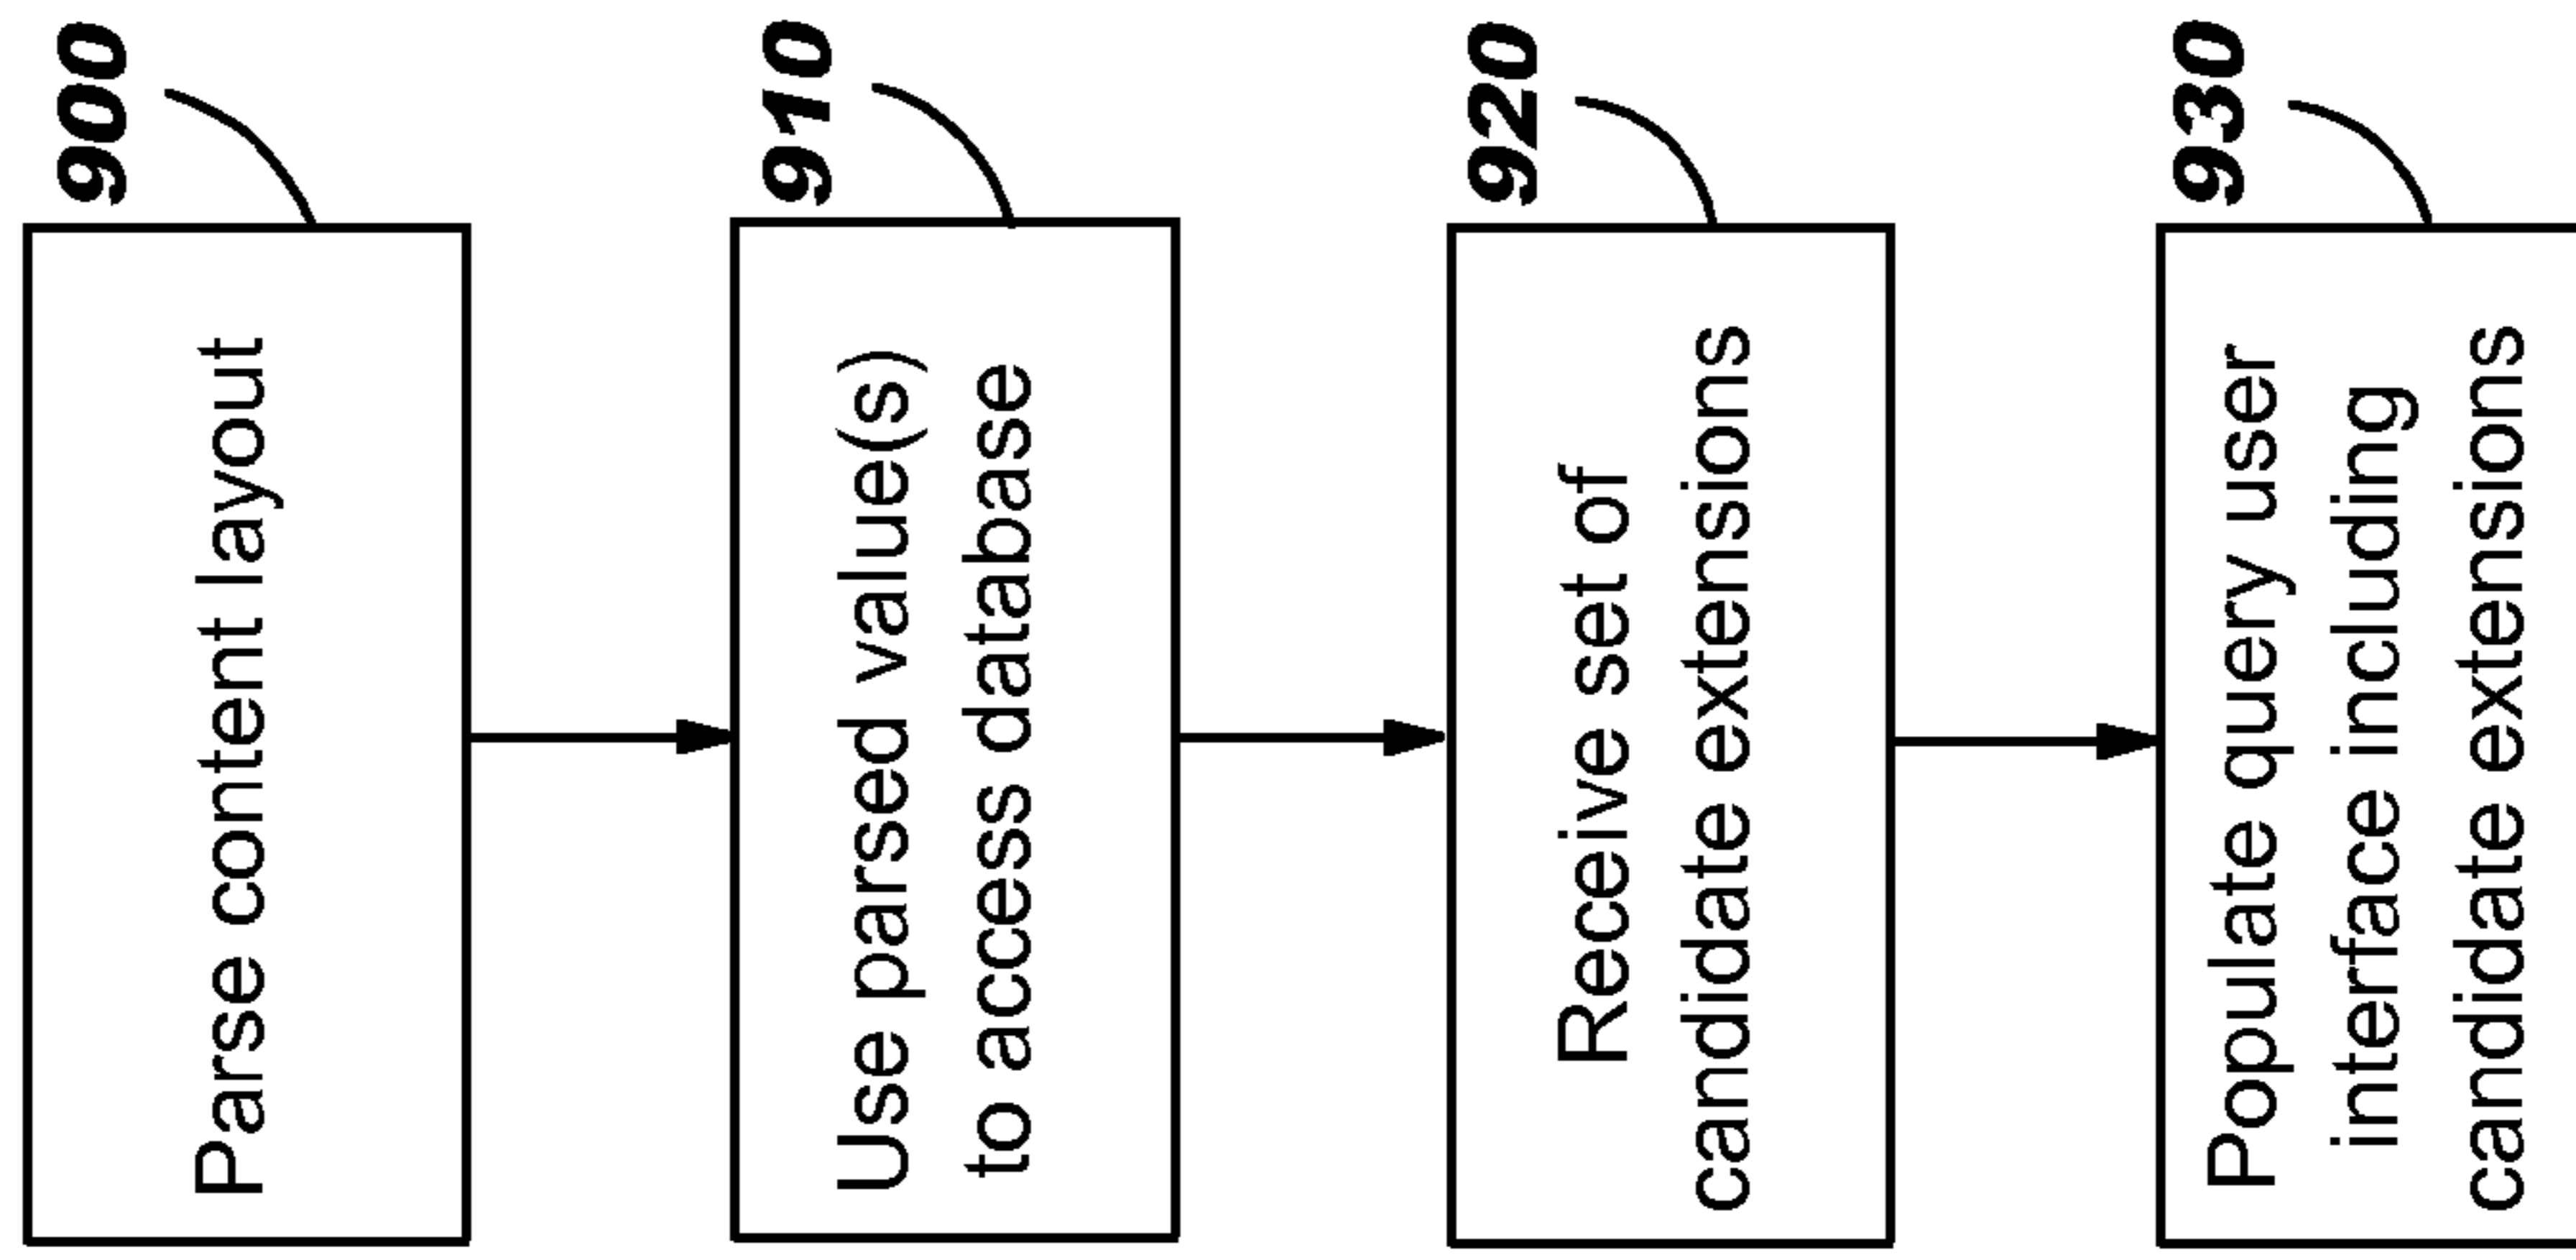 900
Parse content layout
910
Use parsed value(s)
to access database
920
Receive set of
candidate extensions
930
Populate query user
interface including
candidate extensions